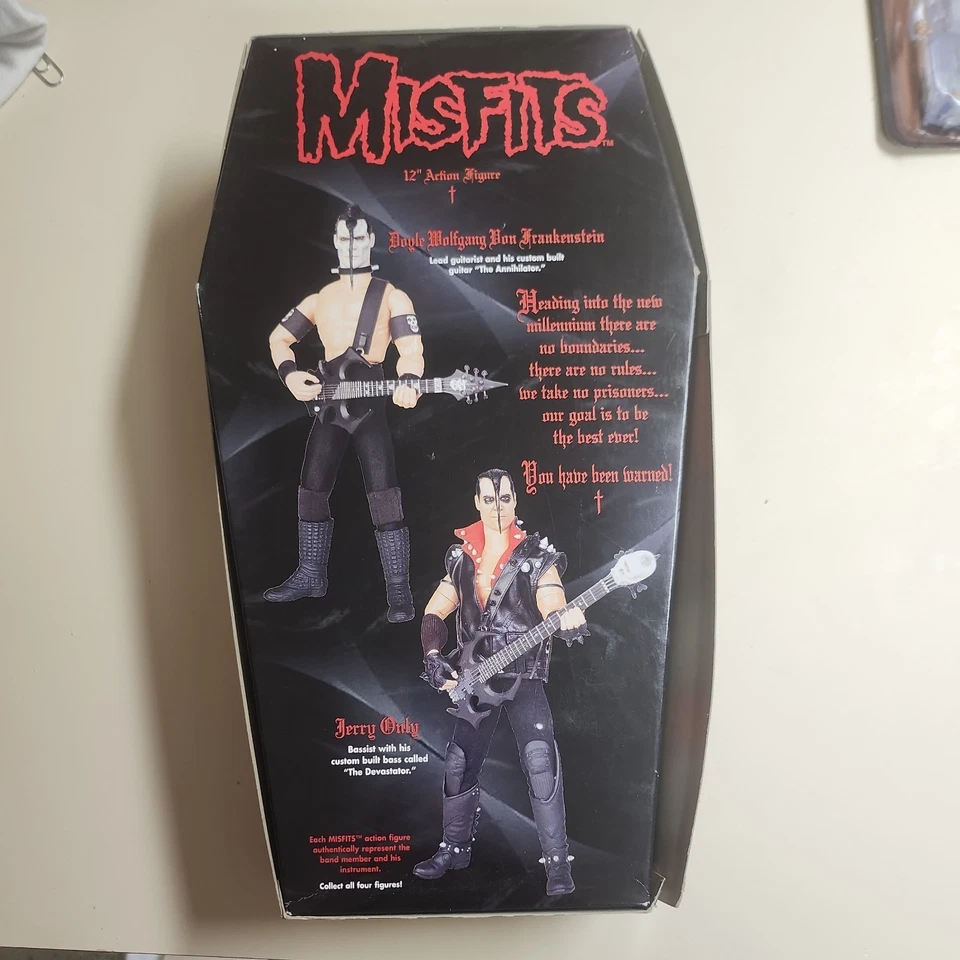 MISFITS™
12" Action Figure
Doyle Wolfgang Von Frankenstein
Lead guitarist and his custom built
guitar "The Annihilator."
Heading into the new
millennium there are
no boundaries...
there are no rules...
we take no prisoners...
our goal is to be
the best ever!
You have been warned!
Jerry Only
Bassist with his
custom built bass called
"The Devastator."
Each MISFITS™ action figure
authentically represent the
band member and his
instrument.
Collect all four figures!